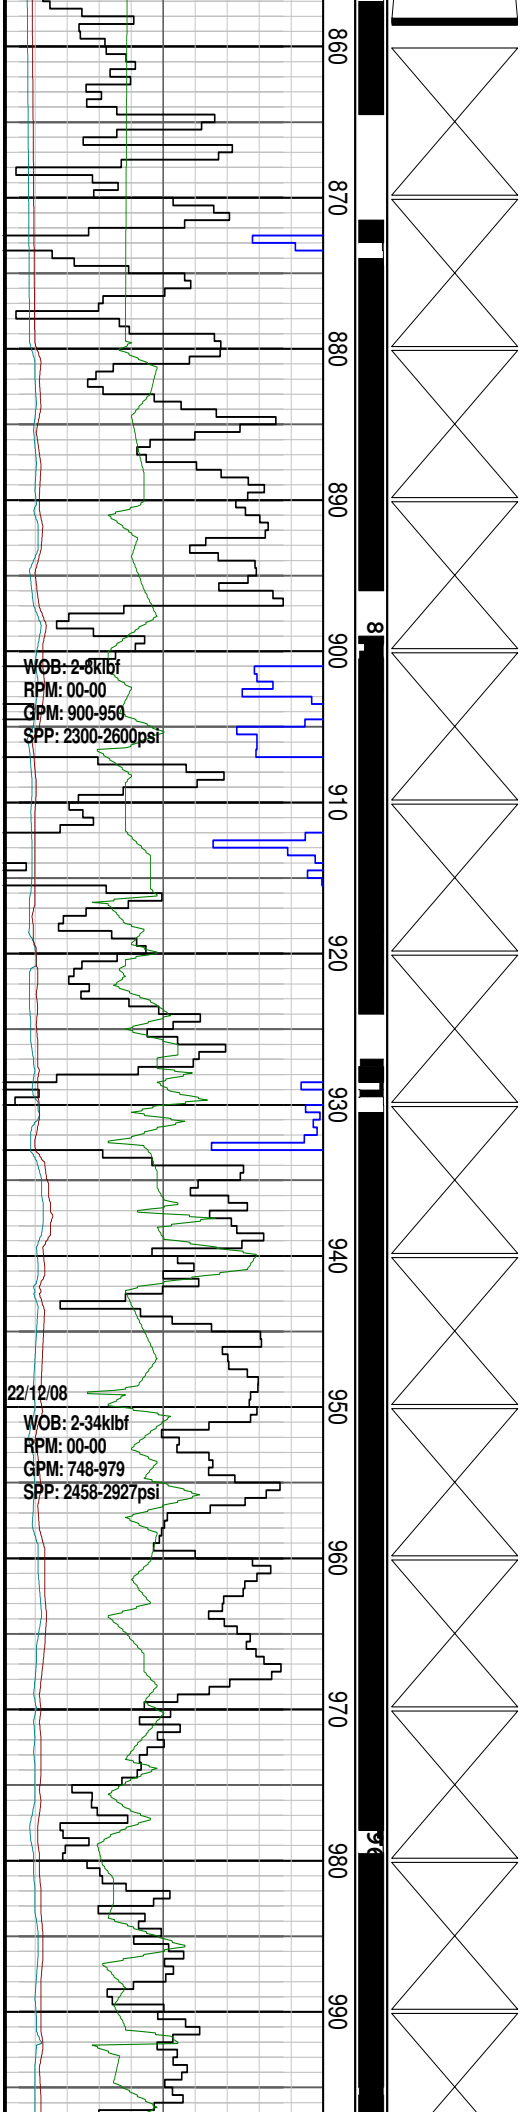 860
870
880
890
8
900
WOB: 2-8klbf
RPM: 00-00
GPM: 900-950
SPP: 2300-2600psi
910
920
930
940
22/12/08
950
WOB: 2-34klbf
RPM: 00-00
GPM: 748-979
SPP: 2458-2927psi
960
970
980
990